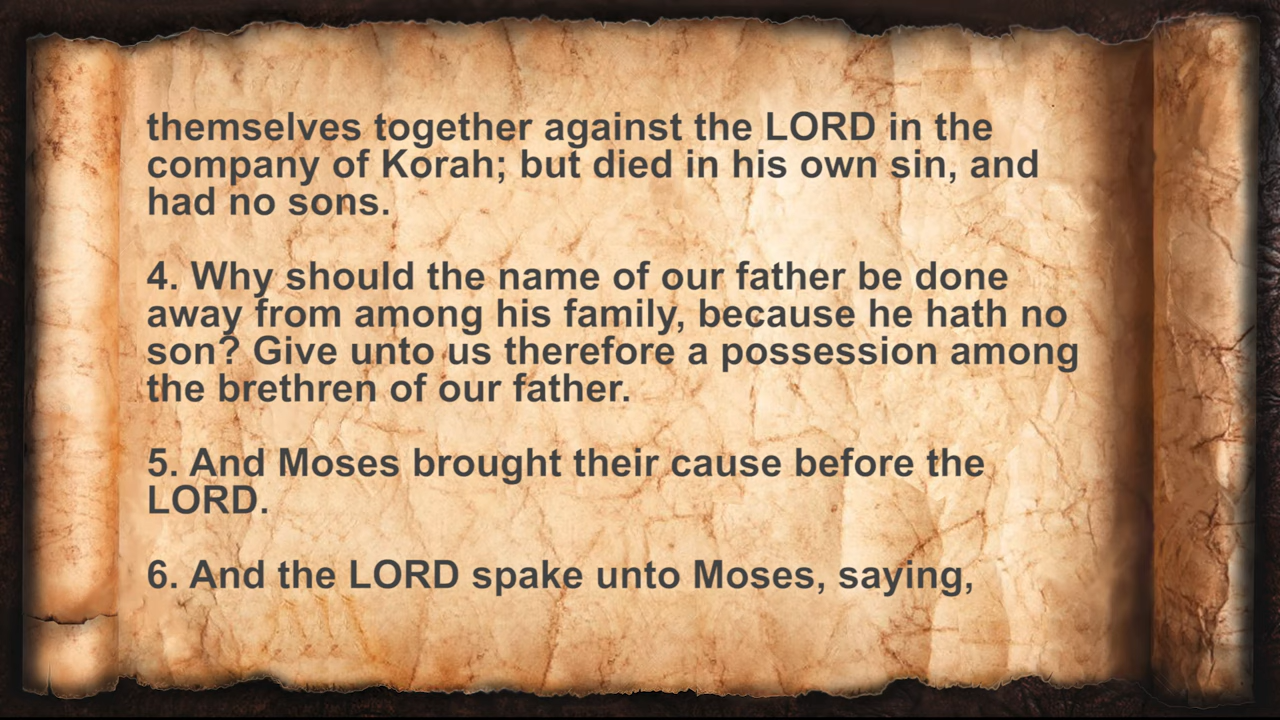 themselves together against the LORD in the
company of Korah; but died in his own sin, and
had no sons.
4. Why should the name of our father be done
away from among his family, because he hath no
son? Give unto us therefore a possession among
the brethren of our father.
5. And Moses brought their cause before the
LORD.
6. And the LORD spake unto Moses, saying,